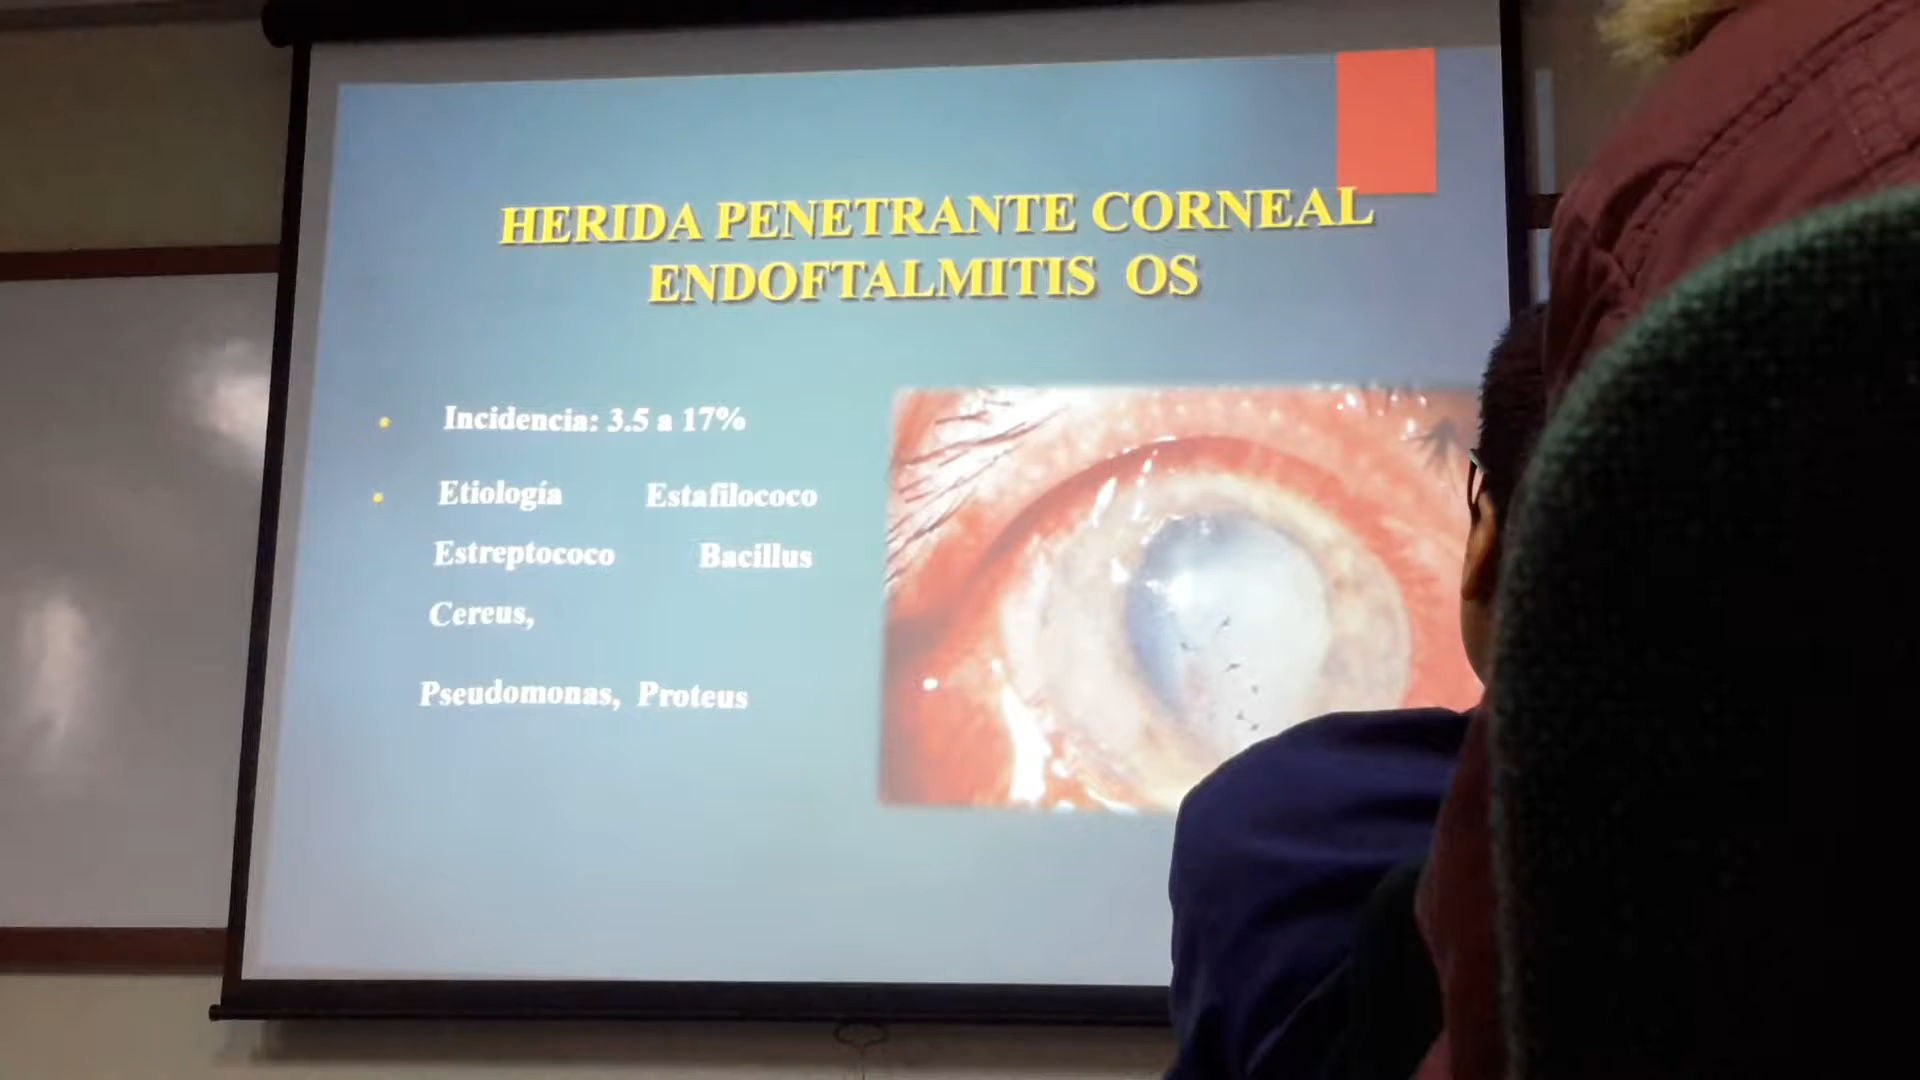 HERIDA PENETRANTE CORNEAL
ENDOFTALMITIS OS
Incidencia: 3.5 a 17%
Etiología Estafilococo
Estreptococo Bacillus
Cereus,
Pseudomonas, Proteus